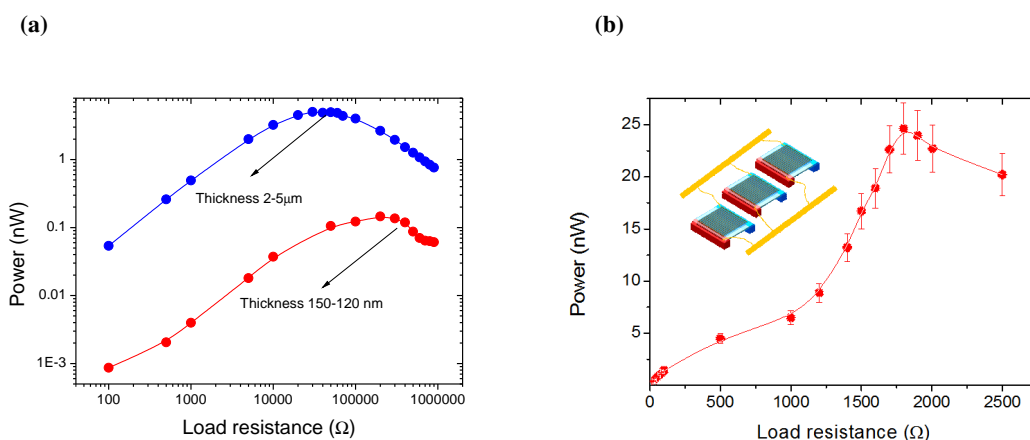 (a)
(b)
Power (nW)
1
0.1
0.01
1E-3
Thickness 2-5μm
Thickness 150-120 nm
100 1000 10000 100000 1000000
Load resistance (Ω)
Power (nW)
25
20
15
10
5
0 500 1000 1500 2000 2500
Load resistance (Ω)